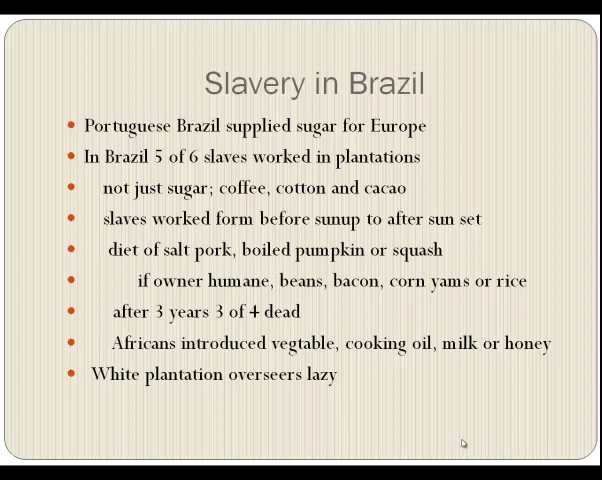 Slavery in Brazil
Portuguese Brazil supplied sugar for Europe
In Brazil 5 of 6 slaves worked in plantations
not just sugar; coffee, cotton and cacao
slaves worked form before sunup to after sun set
diet of salt pork, boiled pumpkin or squash
if owner humane, beans, bacon, corn yams or rice
after 3 years 3 of 4 dead
Africans introduced vegtable, cooking oil, milk or honey
White plantation overseers lazy